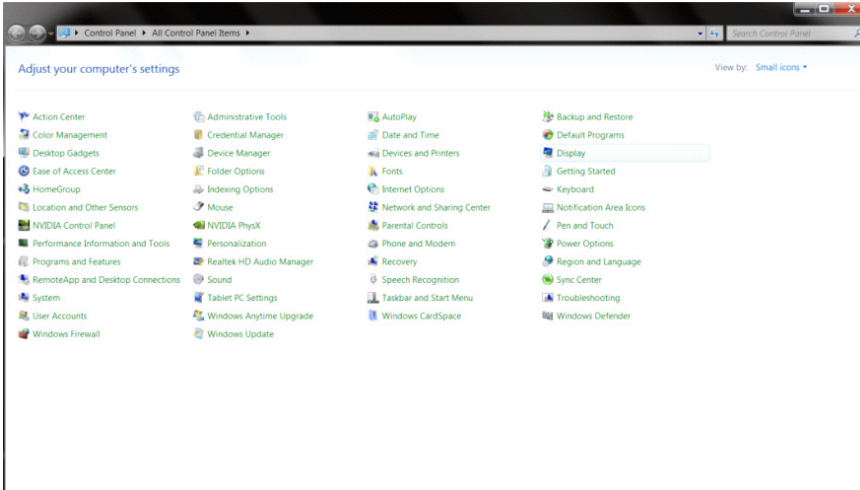 Control Panel ▸ All Control Panel Items ▸ Search Control Panel
Adjust your computer's settings View by: Small icons
Action Center Administrative Tools AutoPlay Backup and Restore
Color Management Credential Manager Date and Time Default Programs
Desktop Gadgets Device Manager Devices and Printers Display
Ease of Access Center Folder Options Fonts Getting Started
HomeGroup Indexing Options Internet Options Keyboard
Location and Other Sensors Mouse Network and Sharing Center Notification Area Icons
NVIDIA Control Panel NVIDIA PhysX Parental Controls Pen and Touch
Performance Information and Tools Personalization Phone and Modem Power Options
Programs and Features Realtek HD Audio Manager Recovery Region and Language
RemoteApp and Desktop Connections Sound Speech Recognition Sync Center
System Tablet PC Settings Taskbar and Start Menu Troubleshooting
User Accounts Windows Anytime Upgrade Windows CardSpace Windows Defender
Windows Firewall Windows Update